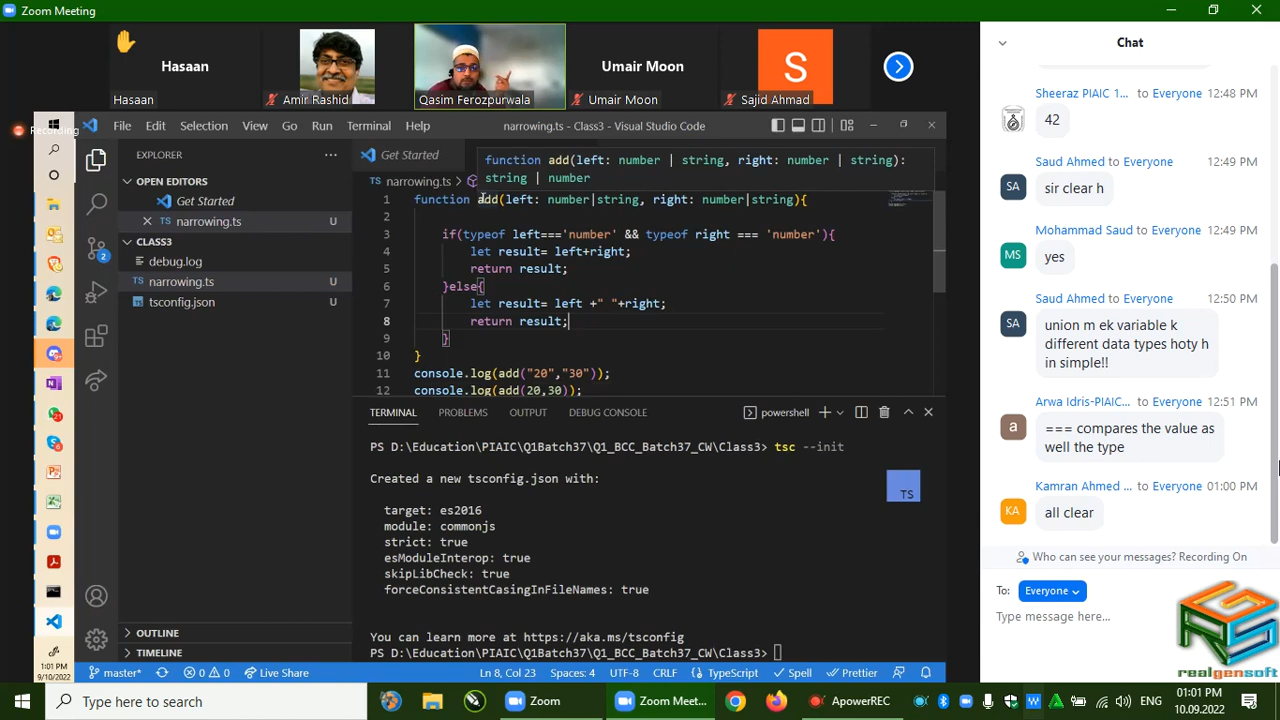 Zoom Meeting
Hasaan
Hasaan
Amir Rashid
Qasim Ferozpurwala
Umair Moon
Umair Moon
S
Sajid Ahmad
Recording
File Edit Selection View Go Run Terminal Help
narrowing.ts - Class3 - Visual Studio Code
EXPLORER
OPEN EDITORS
Get Started
narrowing.ts U
CLASS3
debug.log
narrowing.ts U
tsconfig.json
OUTLINE
TIMELINE
2
Get Started
TS narrowing.ts >
function add(left: number | string, right: number | string):
string | number
1 function add(left: number|string, right: number|string){
2
3 if(typeof left==='number' && typeof right === 'number'){
4 let result= left+right;
5 return result;
6 }else{
7 let result= left +" "+right;
8 return result;
9 }
10 }
11 console.log(add("20","30"));
12 console.log(add(20,30));
TERMINAL PROBLEMS OUTPUT DEBUG CONSOLE
powershell
PS D:\Education\PIAIC\Q1Batch37\Q1_BCC_Batch37_CW\Class3> tsc --init
Created a new tsconfig.json with:
TS
target: es2016
module: commonjs
strict: true
esModuleInterop: true
skipLibCheck: true
forceConsistentCasingInFileNames: true
You can learn more at https://aka.ms/tsconfig
PS D:\Education\PIAIC\Q1Batch37\Q1_BCC_Batch37_CW\Class3>
master* 0 0 Live Share
Ln 8, Col 23 Spaces: 4 UTF-8 CRLF TypeScript Spell Prettier
1:01 PM
9/10/2022
Chat
Sheeraz PIAIC 1... to Everyone 12:48 PM
42
Saud Ahmed to Everyone 12:49 PM
SA
sir clear h
Mohammad Saud to Everyone 12:49 PM
MS
yes
Saud Ahmed to Everyone 12:50 PM
SA
union m ek variable k
different data types hoty h
in simple!!
Arwa Idris-PIAIC... to Everyone 12:51 PM
a
=== compares the value as
well the type
Kamran Ahmed ... to Everyone 01:00 PM
KA
all clear
Who can see your messages? Recording On
To: Everyone
Type message here...
realgensoft
Type here to search
Zoom
Zoom Meet...
ApowerREC
ENG
01:01 PM
10.09.2022